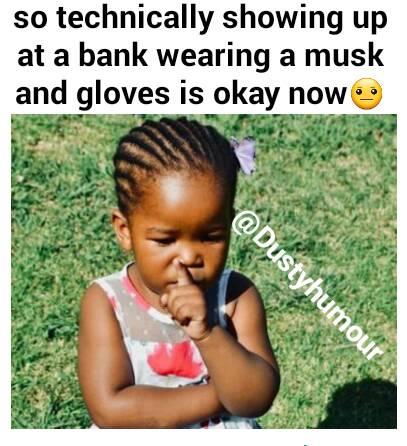 so technically showing up
at a bank wearing a musk
and gloves is okay now😐
@Dustyhumour